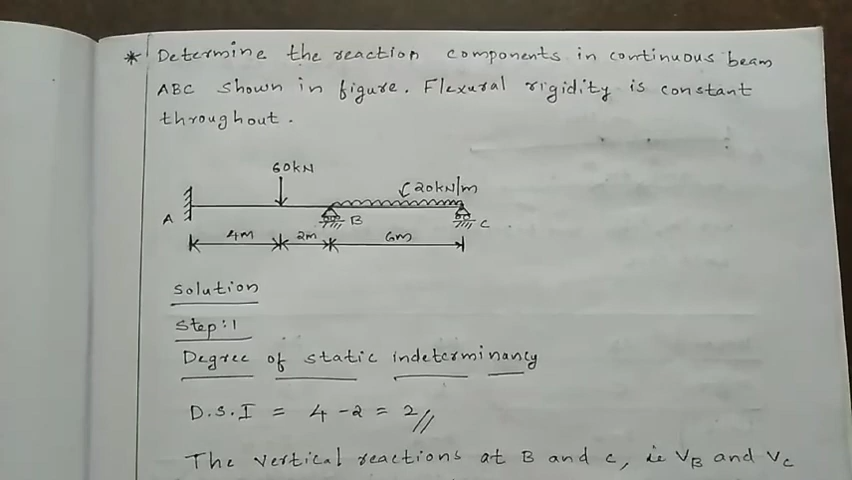 * Determine the reaction components in continuous beam
ABC shown in figure. Flexural rigidity is constant
throughout.
60kN
20kN/m
A
B
C
4m
2m
6m
Solution
Step:1
Degree of static indeterminancy
D.S.I = 4-2 = 2//
The vertical reactions at B and C, ie VB and VC